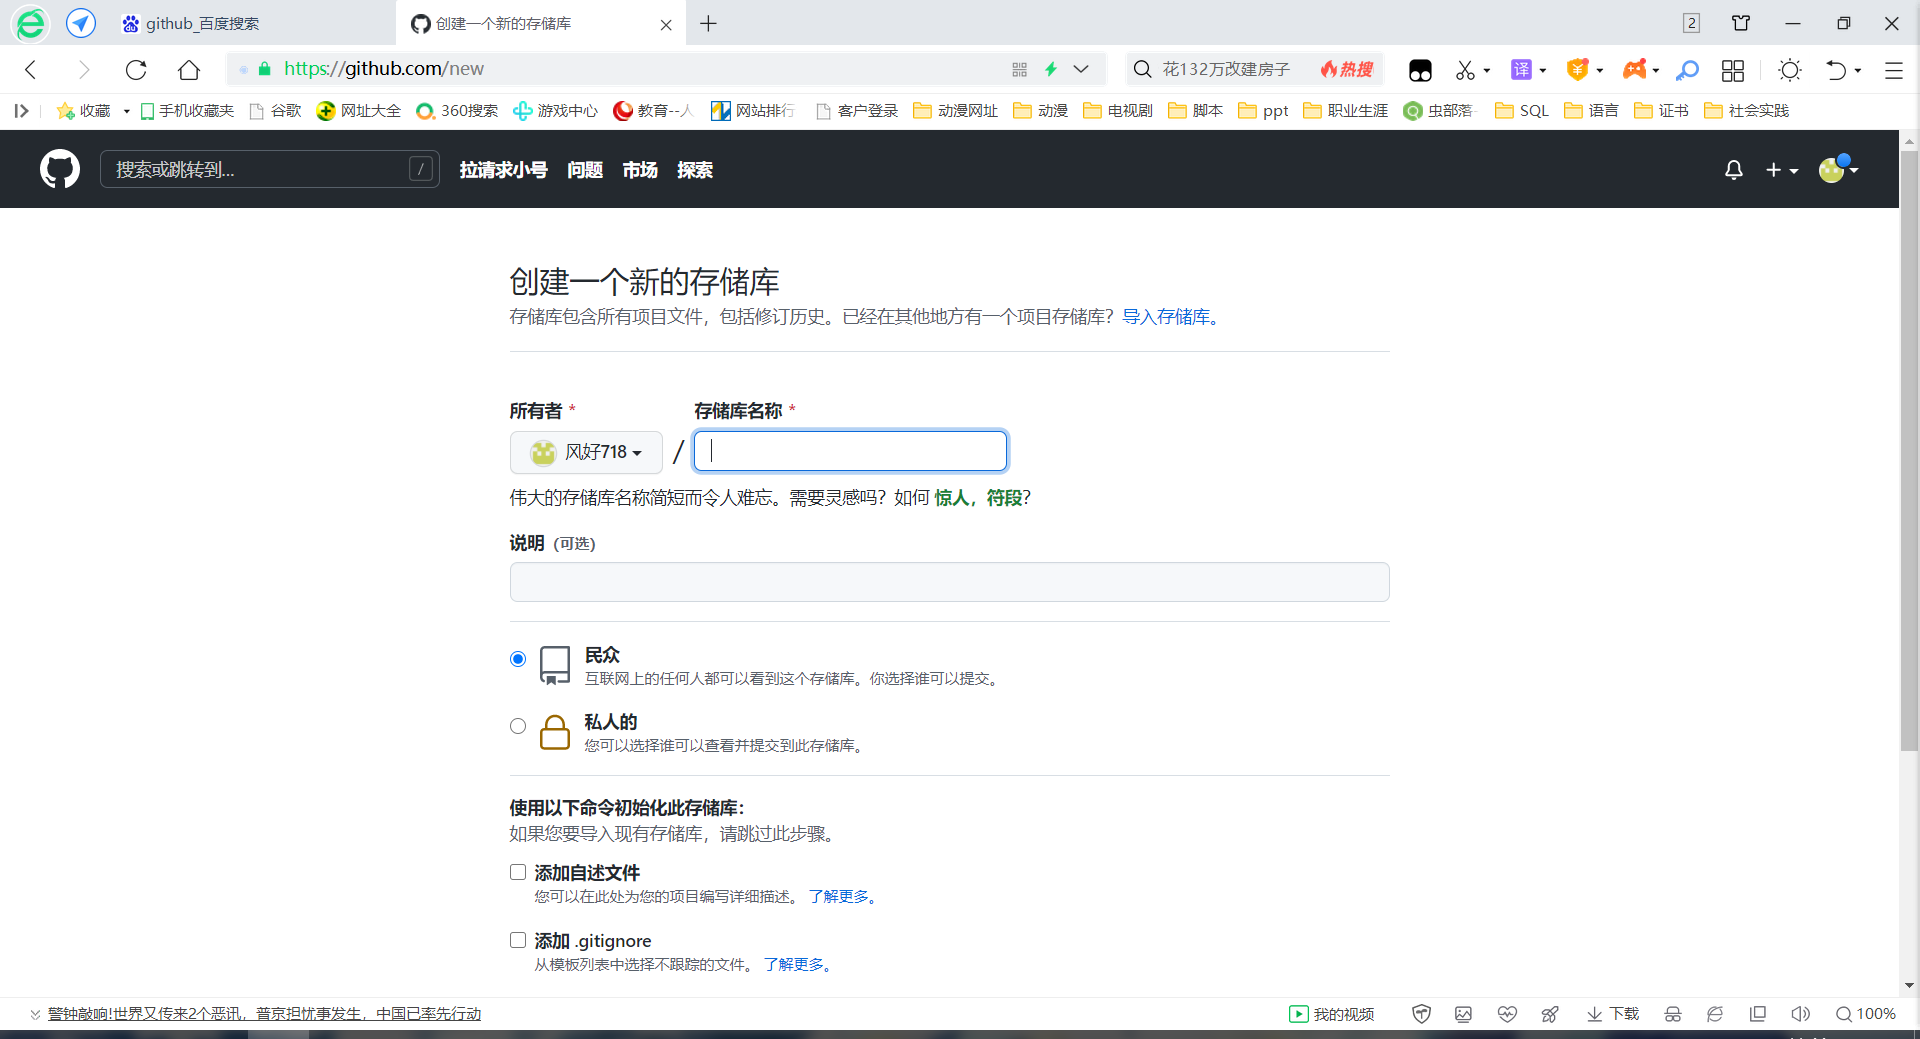 github_百度搜索
创建一个新的存储库
2
https://github.com/new
花132万改建房子
热搜
译
收藏
手机收藏夹
谷歌
网址大全
360搜索
游戏中心
教育--人
网站排行
客户登录
动漫网址
动漫
电视剧
脚本
ppt
职业生涯
虫部落
SQL
语言
证书
社会实践
搜索或跳转到...
/
拉请求小号 问题 市场 探索
创建一个新的存储库
存储库包含所有项目文件，包括修订历史。已经在其他地方有一个项目存储库？导入存储库。
所有者 *
存储库名称 *
风好718
/
伟大的存储库名称简短而令人难忘。需要灵感吗？如何 惊人，符段？
说明 (可选)
民众
互联网上的任何人都可以看到这个存储库。你选择谁可以提交。
私人的
您可以选择谁可以查看并提交到此存储库。
使用以下命令初始化此存储库：
如果您要导入现有存储库，请跳过此步骤。
添加自述文件
您可以在此处为您的项目编写详细描述。 了解更多。
添加 .gitignore
从模板列表中选择不跟踪的文件。 了解更多。
警钟敲响!世界又传来2个恶讯，普京担忧事发生，中国已率先行动
我的视频
下载
100%